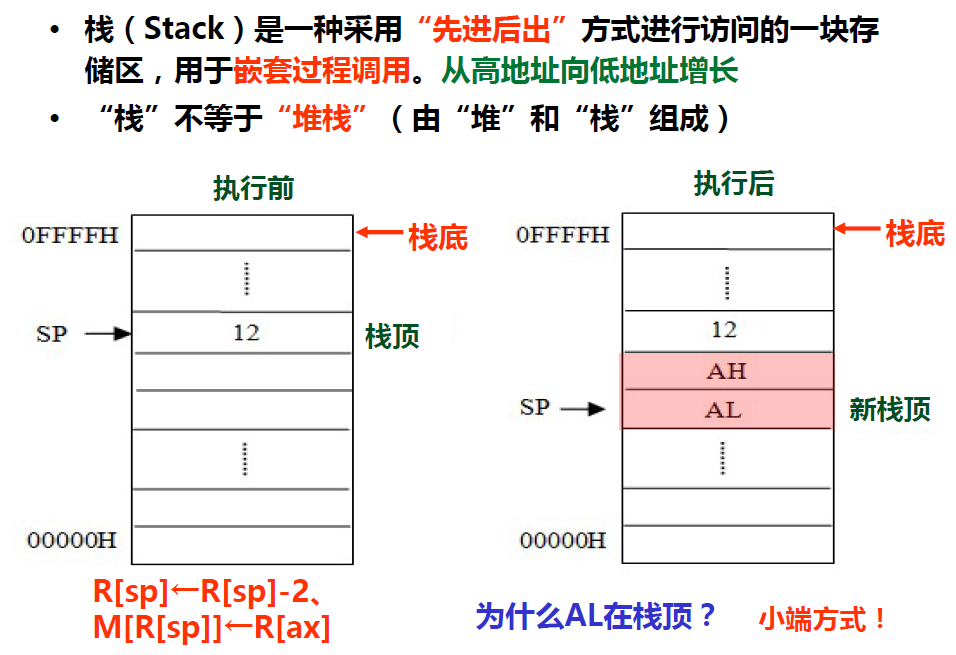 • 栈（Stack）是一种采用“先进后出”方式进行访问的一块存
储区，用于嵌套过程调用。从高地址向低地址增长
• “栈”不等于“堆栈”（由“堆”和“栈”组成）
执行前
0FFFFH
栈底
SP
12
栈顶
00000H
R[sp]←R[sp]-2、
M[R[sp]]←R[ax]
执行后
0FFFFH
栈底
12
AH
SP
AL
新栈顶
00000H
为什么AL在栈顶？
小端方式！